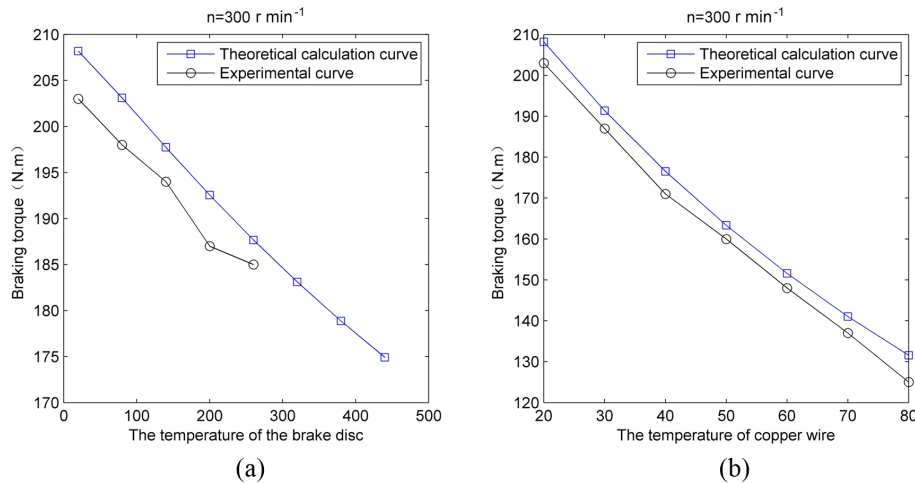 n=300 r min⁻¹
Theoretical calculation curve
Experimental curve
210
205
200
195
190
185
180
175
170
Braking torque（N.m）
0
100
200
300
400
500
The temperature of the brake disc
(a)
n=300 r min⁻¹
Theoretical calculation curve
Experimental curve
210
200
190
180
170
160
150
140
130
120
Braking torque（N.m）
20
30
40
50
60
70
80
The temperature of copper wire
(b)